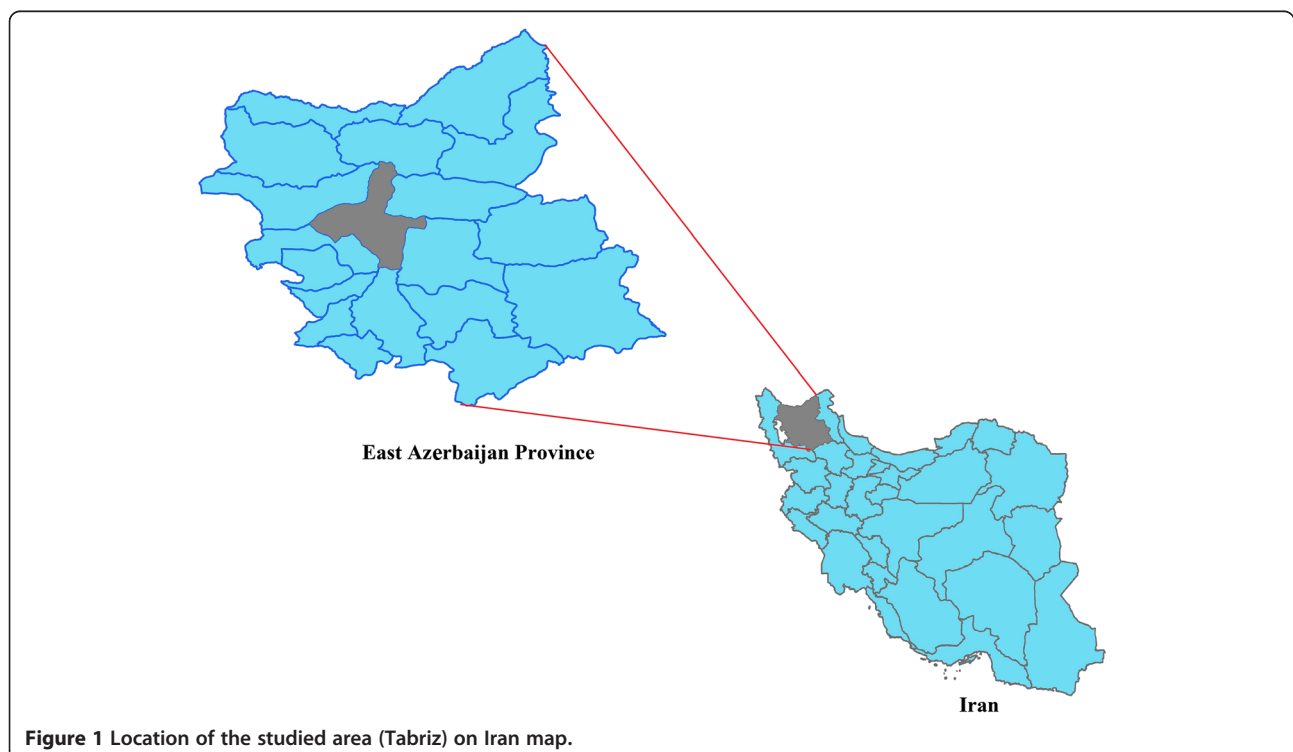 East Azerbaijan Province
Iran
Figure 1 Location of the studied area (Tabriz) on Iran map.